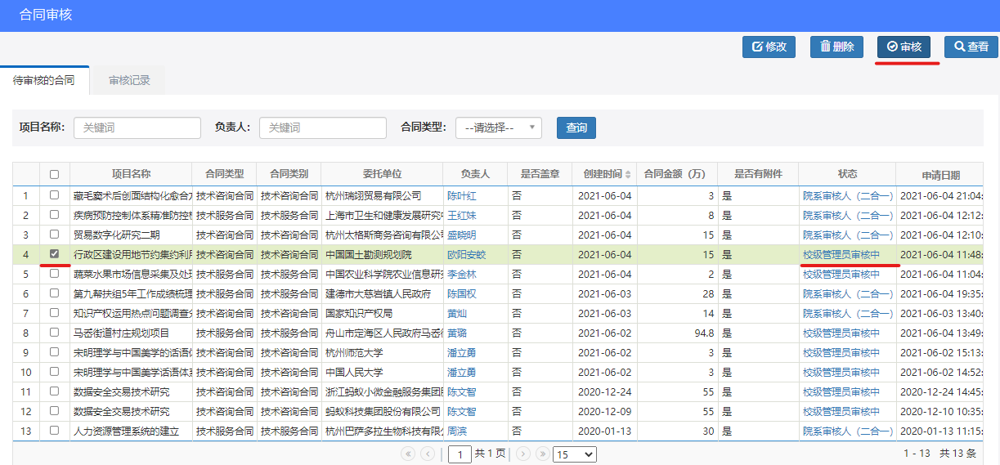 合同审核
修改 删除 审核 查看
待审核的合同 审核记录
项目名称: 关键词 负责人: 关键词 合同类型: --请选择-- 查询
项目名称 合同类型 合同类别 委托单位 负责人 是否盖章 创建时间 合同金额（万） 是否有附件 状态 申请日期
1 藏毛窦术后创面结构化愈合 技术咨询合同 技术咨询合同 杭州瑞翊贸易有限公司 陈叶红 否 2021-06-04 3 是 院系审核人（二合一） 2021-06-04 21:04:
2 疾病预防控制体系精准防控 技术服务合同 技术服务合同 上海市卫生和健康发展研究 王红妹 否 2021-06-04 8 是 院系审核人（二合一） 2021-06-04 12:12:
3 贸易数字化研究二期 技术服务合同 技术服务合同 杭州太格斯商务咨询有限公 盛晓明 否 2021-06-04 15 是 院系审核人（二合一） 2021-06-04 12:10:
4 行政区建设用地节约集约利用 技术咨询合同 技术咨询合同 中国国土勘测规划院 欧阳安蛟 否 2021-06-04 15 是 校级管理员审核中 2021-06-04 11:48:
5 蔬菜水果市场信息采集及处理 技术服务合同 技术服务合同 中国农业科学院农业信息研 李金林 否 2021-06-04 2 是 校级管理员审核中 2021-06-04 11:04:
6 第九帮扶组5年工作成绩梳理 技术服务合同 技术服务合同 建德市大慈岩镇人民政府 陈国权 否 2021-06-03 28 是 院系审核人（二合一） 2021-06-04 19:35:
7 知识产权运用热点问题调查 技术服务合同 技术服务合同 国家知识产权局 黄灿 否 2021-06-03 14 是 院系审核人（二合一） 2021-06-03 13:40:
8 马岙街道村庄规划项目 技术服务合同 技术服务合同 舟山市定海区人民政府马岙 黄璐 否 2021-06-02 94.8 是 校级管理员审核中 2021-06-04 13:49:
9 宋明理学与中国美学的话语 技术咨询合同 技术咨询合同 杭州师范大学 潘立勇 否 2021-06-02 3 是 校级管理员审核中 2021-06-02 15:13:
10 宋明理学与中国美学话语体系 技术咨询合同 技术咨询合同 中国人民大学 潘立勇 否 2021-06-02 3 是 校级管理员审核中 2021-06-02 14:52:
11 数据安全交易技术研究 技术咨询合同 技术咨询合同 浙江蚂蚁小微金融服务集团 陈文智 否 2020-12-24 55 是 校级管理员审核中 2020-12-24 14:45:
12 数据安全交易技术研究 技术咨询合同 技术咨询合同 蚂蚁科技集团股份有限公司 陈文智 否 2020-12-09 55 是 校级管理员审核中 2020-12-10 10:35:
13 人力资源管理系统的建立 技术服务合同 技术服务合同 杭州巴萨多拉生物科技有限 周滨 否 2020-01-13 30 是 院系审核人（二合一） 2020-01-13 11:15:
1 共 1 页 15 1 - 13 共 13 条